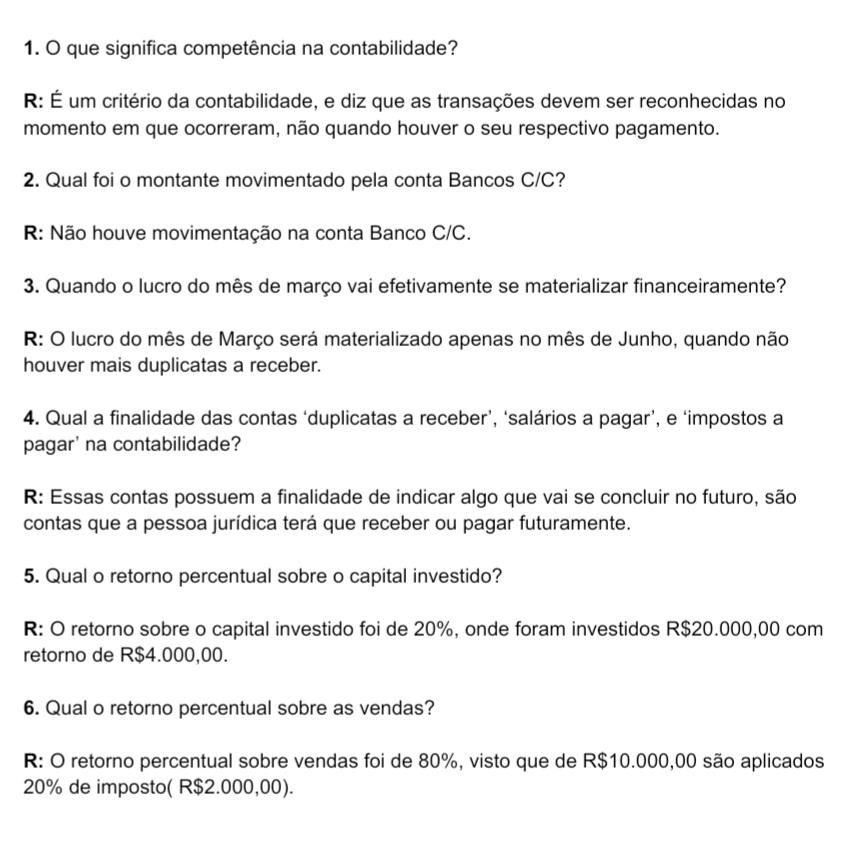 1. O que significa competência na contabilidade?
R: É um critério da contabilidade, e diz que as transações devem ser reconhecidas no
momento em que ocorreram, não quando houver o seu respectivo pagamento.
2. Qual foi o montante movimentado pela conta Bancos C/C?
R: Não houve movimentação na conta Banco C/C.
3. Quando o lucro do mês de março vai efetivamente se materializar financeiramente?
R: O lucro do mês de Março será materializado apenas no mês de Junho, quando não
houver mais duplicatas a receber.
4. Qual a finalidade das contas ‘duplicatas a receber’, ‘salários a pagar’, e ‘impostos a
pagar’ na contabilidade?
R: Essas contas possuem a finalidade de indicar algo que vai se concluir no futuro, são
contas que a pessoa jurídica terá que receber ou pagar futuramente.
5. Qual o retorno percentual sobre o capital investido?
R: O retorno sobre o capital investido foi de 20%, onde foram investidos R$20.000,00 com
retorno de R$4.000,00.
6. Qual o retorno percentual sobre as vendas?
R: O retorno percentual sobre vendas foi de 80%, visto que de R$10.000,00 são aplicados
20% de imposto( R$2.000,00).